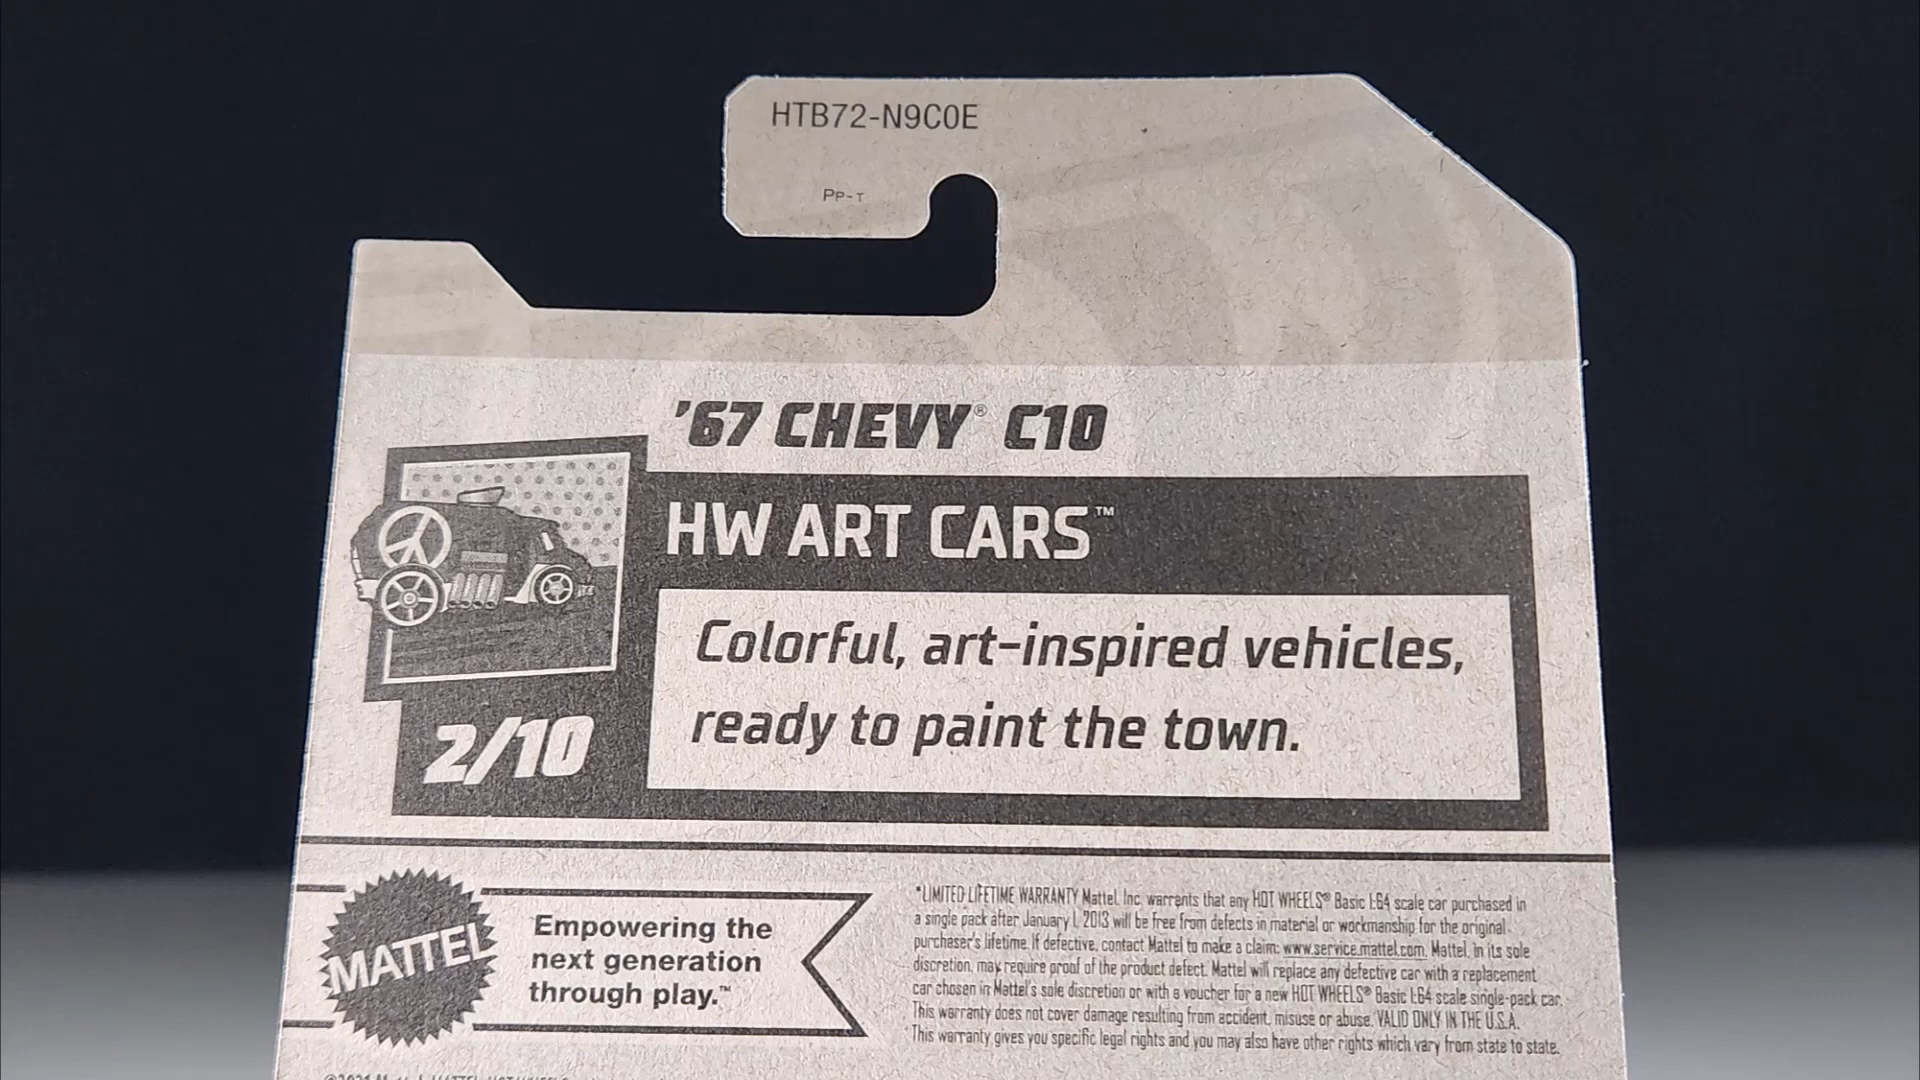 HTB72-N9C0E
PP-T
'67 CHEVY® C10
HW ART CARS™
Colorful, art-inspired vehicles,
ready to paint the town.
2/10
MATTEL
Empowering the
next generation
through play.™
*LIMITED LIFETIME WARRANTY Mattel, Inc. warrants that any HOT WHEELS® Basic 1:64 scale car purchased in
a single pack after January 1, 2013 will be free from defects in material or workmanship for the original
purchaser's lifetime. If defective, contact Mattel to make a claim: www.service.mattel.com. Mattel, in its sole
discretion, may require proof of the product defect. Mattel will replace any defective car with a replacement
car chosen in Mattel's sole discretion or with a voucher for a new HOT WHEELS® Basic 1:64 scale single-pack car.
This warranty does not cover damage resulting from accident, misuse or abuse. VALID ONLY IN THE U.S.A.
This warranty gives you specific legal rights and you may also have other rights which vary from state to state.